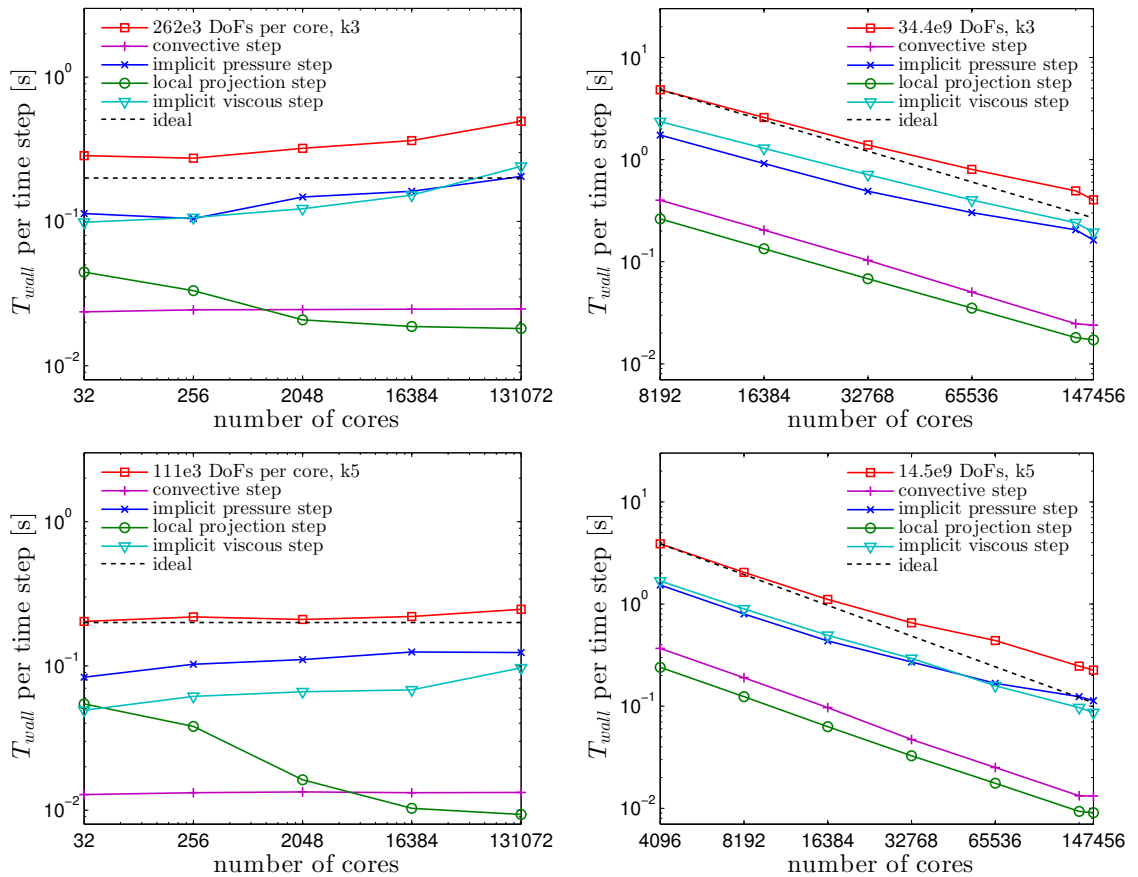 262e3 DoFs per core, k3
convective step
implicit pressure step
local projection step
implicit viscous step
ideal
10^0
10^-1
10^-2
T_wall per time step [s]
32 256 2048 16384 131072
number of cores
34.4e9 DoFs, k3
convective step
implicit pressure step
local projection step
implicit viscous step
ideal
10^1
10^0
10^-1
10^-2
T_wall per time step [s]
8192 16384 32768 65536 147456
number of cores
111e3 DoFs per core, k5
convective step
implicit pressure step
local projection step
implicit viscous step
ideal
10^0
10^-1
10^-2
T_wall per time step [s]
32 256 2048 16384 131072
number of cores
14.5e9 DoFs, k5
convective step
implicit pressure step
local projection step
implicit viscous step
ideal
10^1
10^0
10^-1
10^-2
T_wall per time step [s]
4096 8192 16384 32768 65536 147456
number of cores